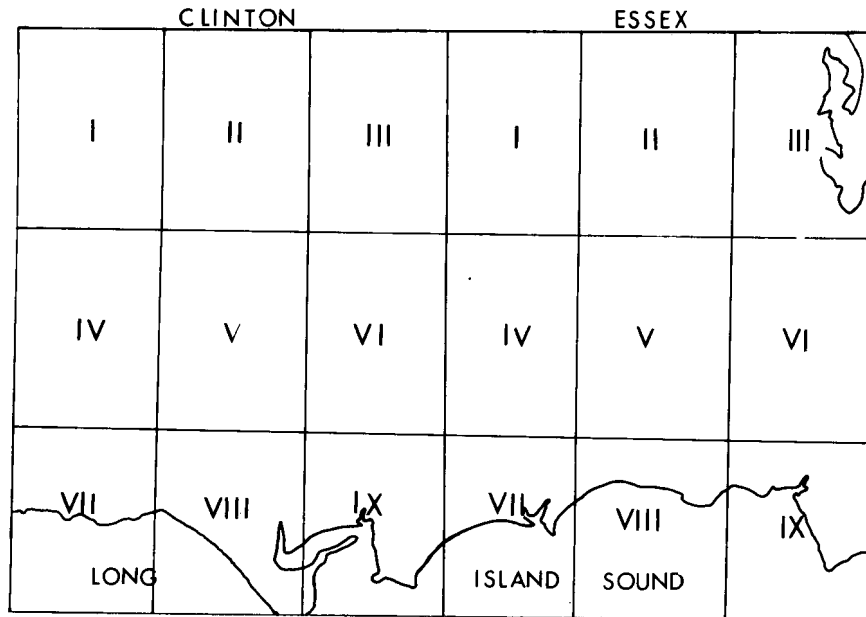 CLINTON ESSEX
I II III I II III
IV V VI IV V VI
VII VIII IX VII VIII IX
LONG ISLAND SOUND